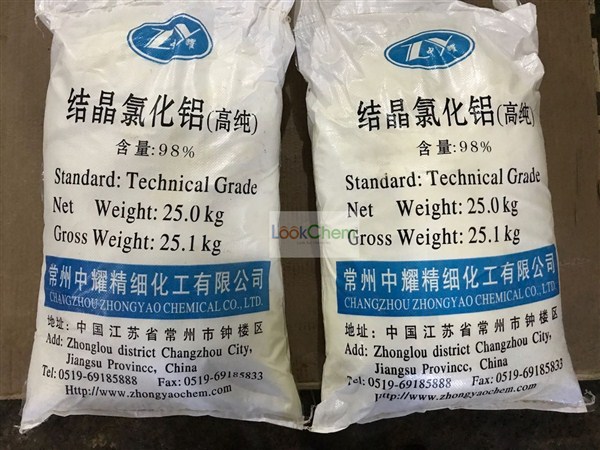 ZY
结晶氯化铝(高纯)
含量:98%
Standard: Technical Grade
Net Weight: 25.0 kg
Gross Weight: 25.1 kg
常州中耀精细化工有限公司
CHANGZHOU ZHONGYAO CHEMICAL CO., LTD.
地址: 中国江苏省常州市钟楼区
Add: Zhonglou district Changzhou City,
Jiangsu Provincc, China
Tel: 0519-69185888 Fax: 0519-69185833
Http://www.zhongyaochem.com
ZY
结晶氯化铝(高纯)
含量:98%
Standard: Technical Grade
Net Weight: 25.0 kg
Gross Weight: 25.1 kg
常州中耀精细化工有限公司
CHANGZHOU ZHONGYAO CHEMICAL CO., LTD.
地址: 中国江苏省常州市钟楼区
Add: Zhonglou district Changzhou City,
Jiangsu Provincc, China
Tel: 0519-69185888 Fax: 0519-69185833
Http://www.zhongyaochem.com
LookChem